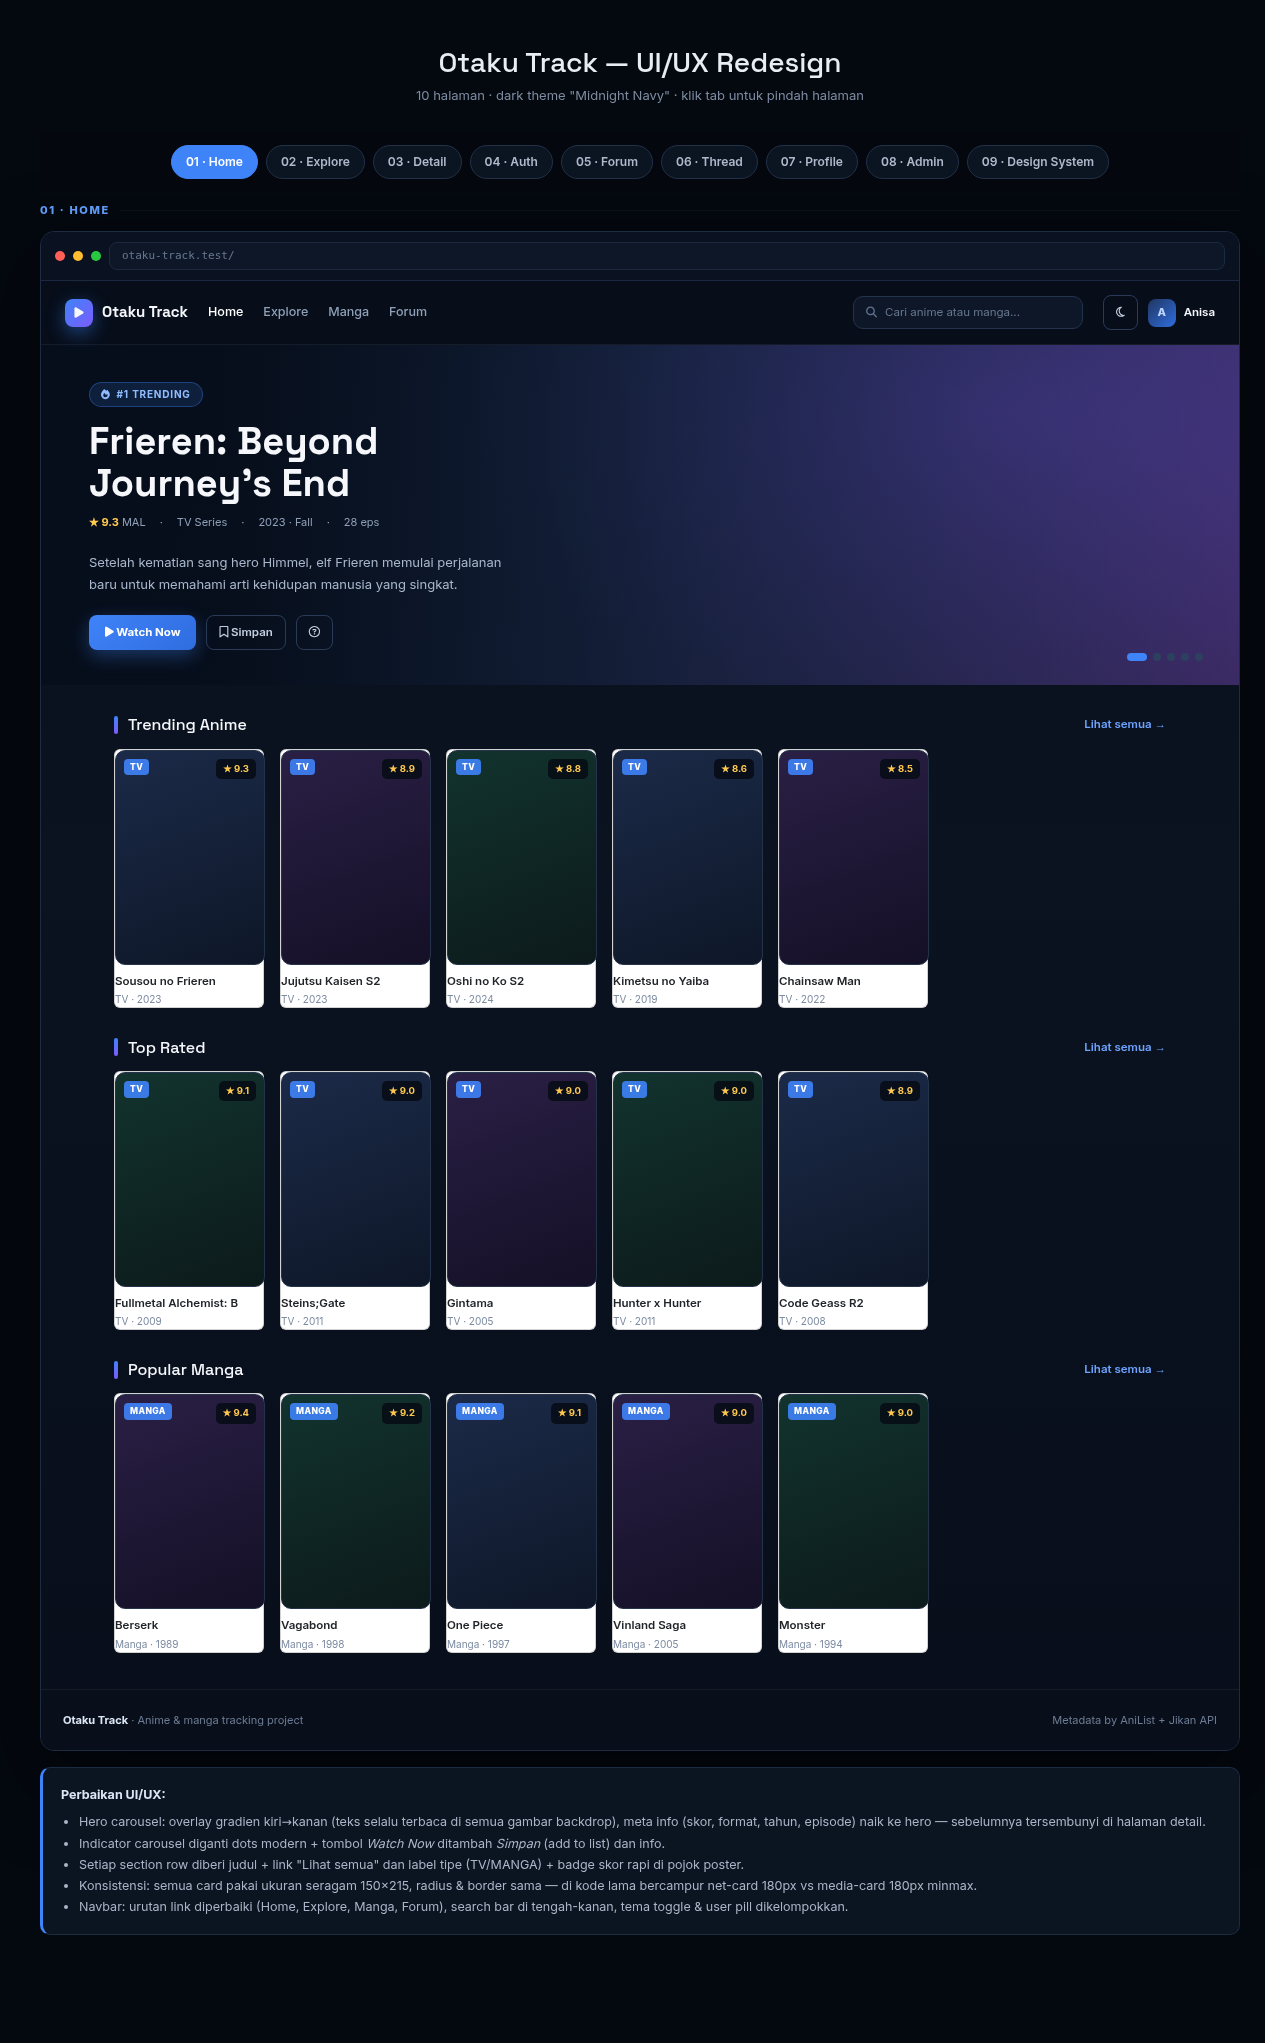 Otaku Track — UI/UX Redesign
10 halaman · dark theme "Midnight Navy" · klik tab untuk pindah halaman
01 · Home 02 · Explore 03 · Detail 04 · Auth 05 · Forum 06 · Thread 07 · Profile 08 · Admin 09 · Design System
01 · HOME
otaku-track.test/
Otaku Track Home Explore Manga Forum Cari anime atau manga... A Anisa
#1 TRENDING
Frieren: Beyond
Journey's End
★ 9.3 MAL · TV Series · 2023 · Fall · 28 eps
Setelah kematian sang hero Himmel, elf Frieren memulai perjalanan
baru untuk memahami arti kehidupan manusia yang singkat.
Watch Now Simpan
Trending Anime Lihat semua →
TV ★ 9.3 TV ★ 8.9 TV ★ 8.8 TV ★ 8.6 TV ★ 8.5
Sousou no Frieren Jujutsu Kaisen S2 Oshi no Ko S2 Kimetsu no Yaiba Chainsaw Man
TV · 2023 TV · 2023 TV · 2024 TV · 2019 TV · 2022
Top Rated Lihat semua →
TV ★ 9.1 TV ★ 9.0 TV ★ 9.0 TV ★ 9.0 TV ★ 8.9
Fullmetal Alchemist: B Steins;Gate Gintama Hunter x Hunter Code Geass R2
TV · 2009 TV · 2011 TV · 2005 TV · 2011 TV · 2008
Popular Manga Lihat semua →
MANGA ★ 9.4 MANGA ★ 9.2 MANGA ★ 9.1 MANGA ★ 9.0 MANGA ★ 9.0
Berserk Vagabond One Piece Vinland Saga Monster
Manga · 1989 Manga · 1998 Manga · 1997 Manga · 2005 Manga · 1994
Otaku Track · Anime & manga tracking project Metadata by AniList + Jikan API
Perbaikan UI/UX:
• Hero carousel: overlay gradien kiri→kanan (teks selalu terbaca di semua gambar backdrop), meta info (skor, format, tahun, episode) naik ke hero — sebelumnya tersembunyi di halaman detail.
• Indicator carousel diganti dots modern + tombol Watch Now ditambah Simpan (add to list) dan info.
• Setiap section row diberi judul + link "Lihat semua" dan label tipe (TV/MANGA) + badge skor rapi di pojok poster.
• Konsistensi: semua card pakai ukuran seragam 150×215, radius & border sama — di kode lama bercampur net-card 180px vs media-card 180px minmax.
• Navbar: urutan link diperbaiki (Home, Explore, Manga, Forum), search bar di tengah-kanan, tema toggle & user pill dikelompokkan.